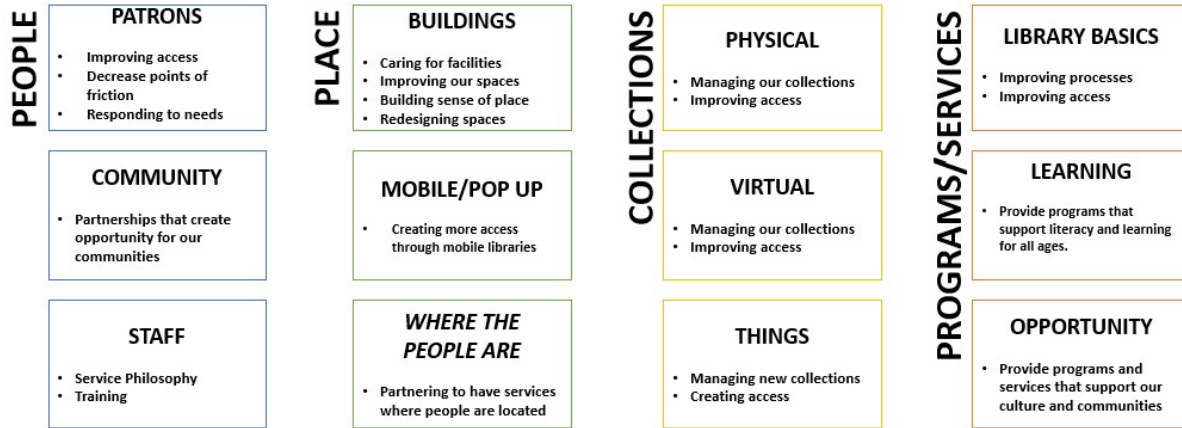 PEOPLE
PATRONS
• Improving access
• Decrease points of
friction
• Responding to needs
COMMUNITY
• Partnerships that create
opportunity for our
communities
STAFF
• Service Philosophy
• Training
PLACE
BUILDINGS
• Caring for facilities
• Improving our spaces
• Building sense of place
• Redesigning spaces
MOBILE/POP UP
• Creating more access
through mobile libraries
WHERE THE
PEOPLE ARE
• Partnering to have services
where people are located
COLLECTIONS
PHYSICAL
• Managing our collections
• Improving access
VIRTUAL
• Managing our collections
• Improving access
THINGS
• Managing new collections
• Creating access
PROGRAMS/SERVICES
LIBRARY BASICS
• Improving processes
• Improving access
LEARNING
• Provide programs that
support literacy and learning
for all ages.
OPPORTUNITY
• Provide programs and
services that support our
culture and communities